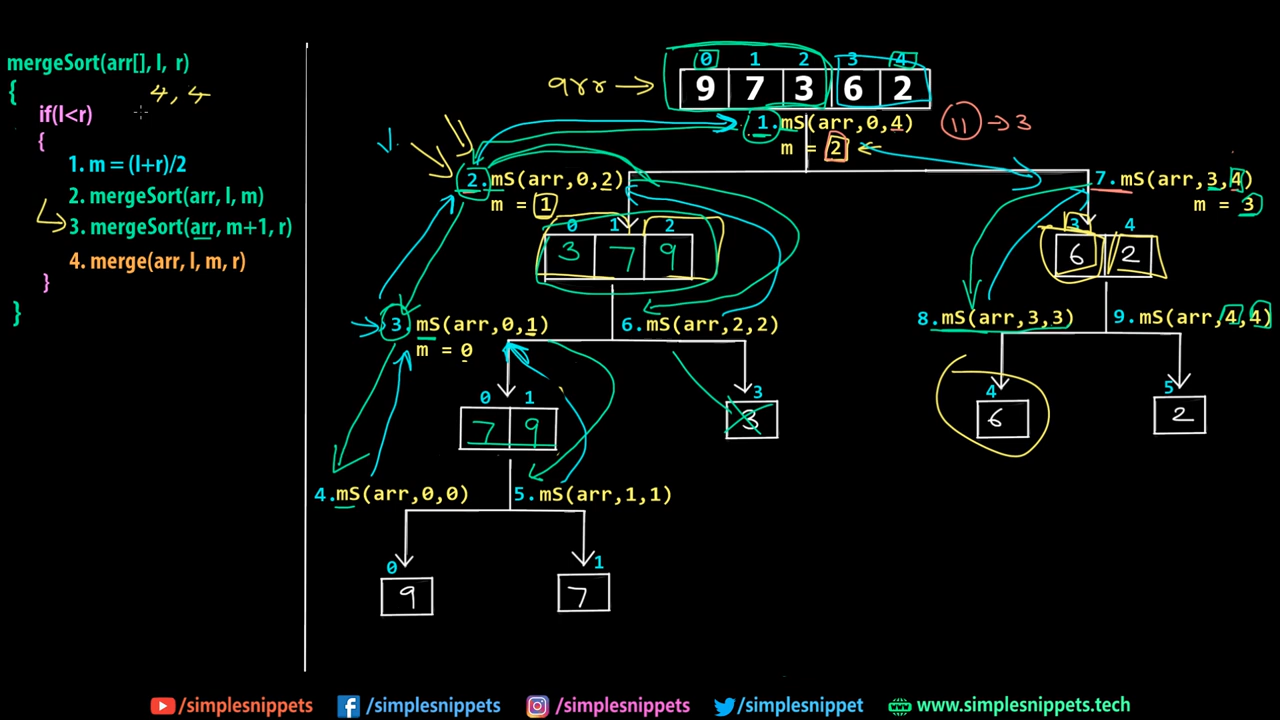 mergeSort(arr[], l, r)
{
if(l<r)
4, 4
{
1. m = (l+r)/2
2. mergeSort(arr, l, m)
3. mergeSort(arr, m+1, r)
4. merge(arr, l, m, r)
}
}
0 1 2 3 4
arr → 9 7 3 6 2
1. mS(arr,0,4) 11 → 3
m = 2
2. mS(arr,0,2)
m = 1
7. mS(arr,3,4)
m = 3
0 1 2
3 7 9
3 4
6 2
3. mS(arr,0,1)
m = 0
6. mS(arr,2,2)
8. mS(arr,3,3)
9. mS(arr,4,4)
0 1
7 9
3
3
4
6
5
2
4. mS(arr,0,0)
5. mS(arr,1,1)
0
9
1
7
/simplesnippets /simplesnippets /simplesnippets /simplesnippet www.simplesnippets.tech